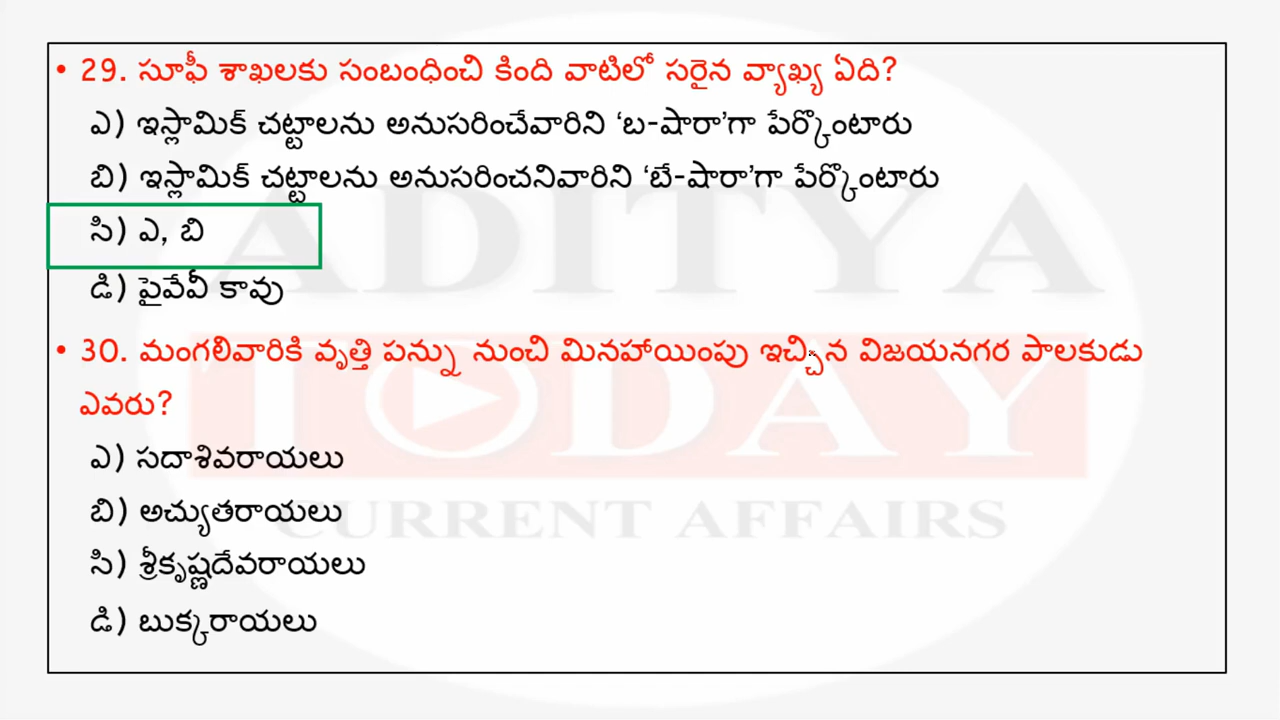 • 29. సూఫీ శాఖలకు సంబంధించి కింది వాటిలో సరైన వ్యాఖ్య ఏది?
ఎ) ఇస్లామిక్ చట్టాలను అనుసరించేవారిని ‘బ-షారా’గా పేర్కొంటారు
బి) ఇస్లామిక్ చట్టాలను అనుసరించనివారిని ‘బే-షారా’గా పేర్కొంటారు
సి) ఎ, బి
డి) పైవేవీ కావు
• 30. మంగలివారికి వృత్తి పన్ను నుంచి మినహాయింపు ఇచ్చిన విజయనగర పాలకుడు
ఎవరు?
ఎ) సదాశివరాయలు
బి) అచ్యుతరాయలు
సి) శ్రీకృష్ణదేవరాయలు
డి) బుక్కరాయలు
ADITYA
TODAY
CURRENT AFFAIRS